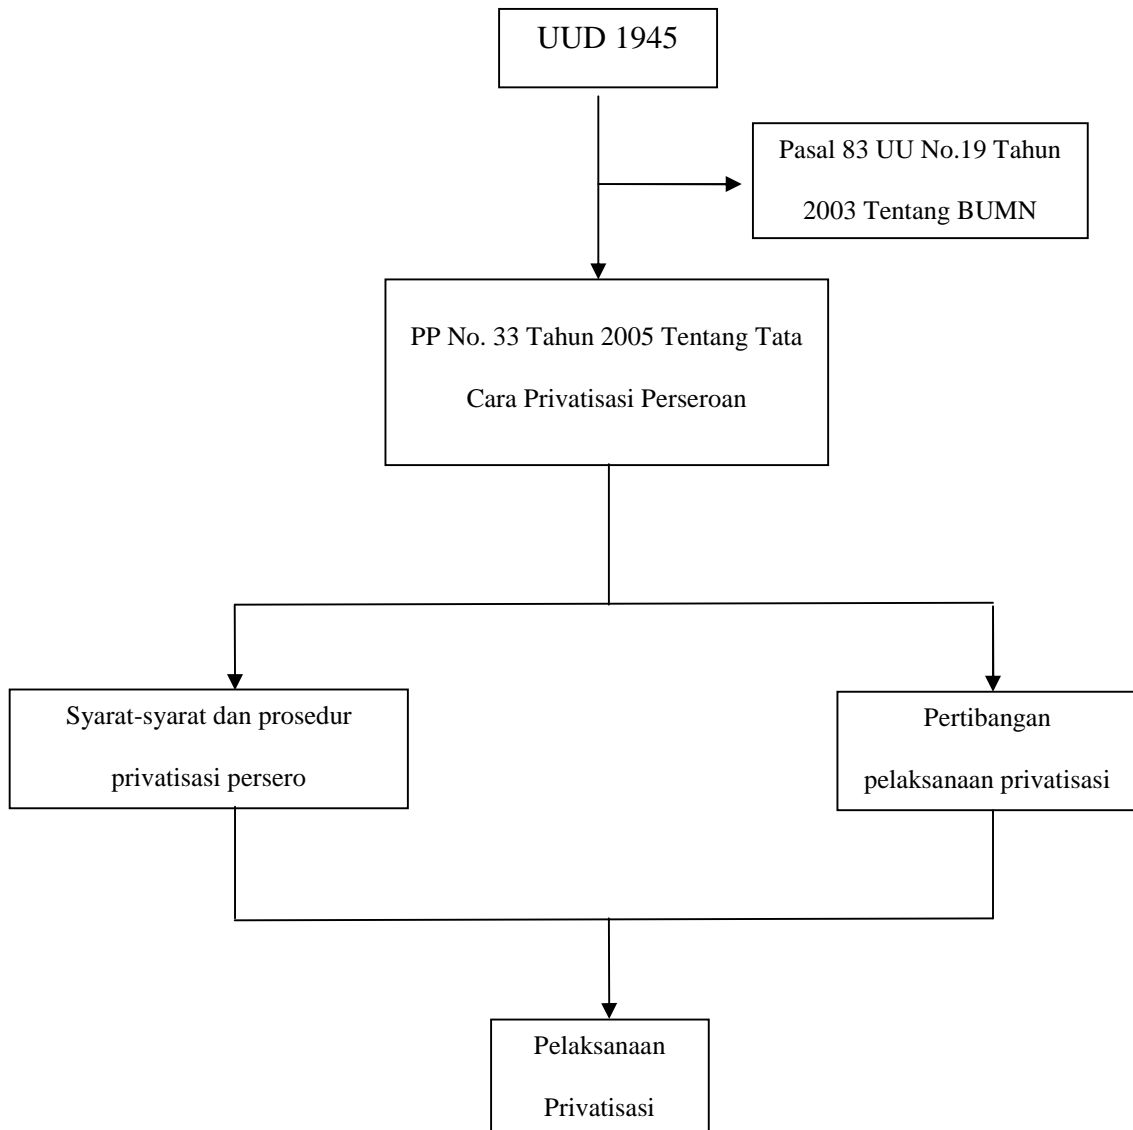 UUD 1945
Pasal 83 UU No.19 Tahun
2003 Tentang BUMN
PP No. 33 Tahun 2005 Tentang Tata
Cara Privatisasi Perseroan
Syarat-syarat dan prosedur
privatisasi persero
Pertibangan
pelaksanaan privatisasi
Pelaksanaan
Privatisasi